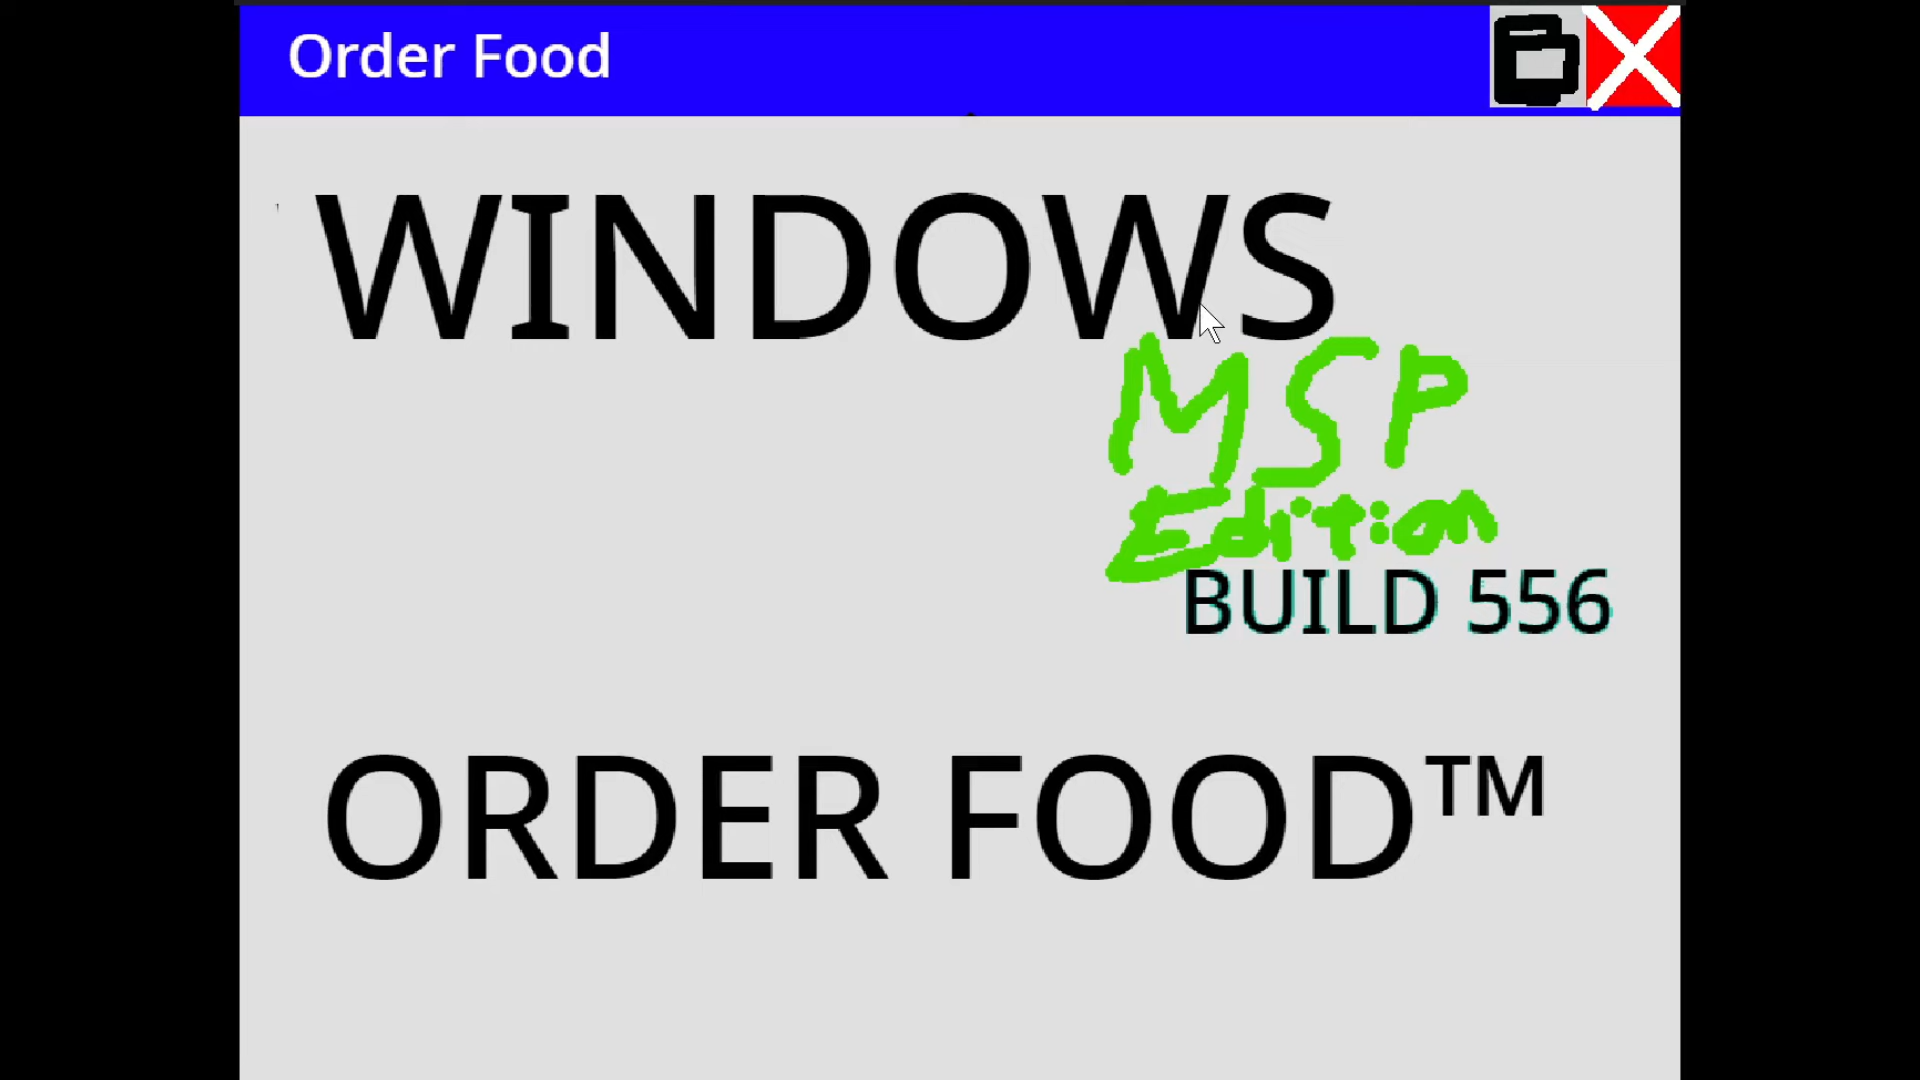 Order Food
WINDOWS
MSP
Edition
BUILD 556
ORDER FOOD™